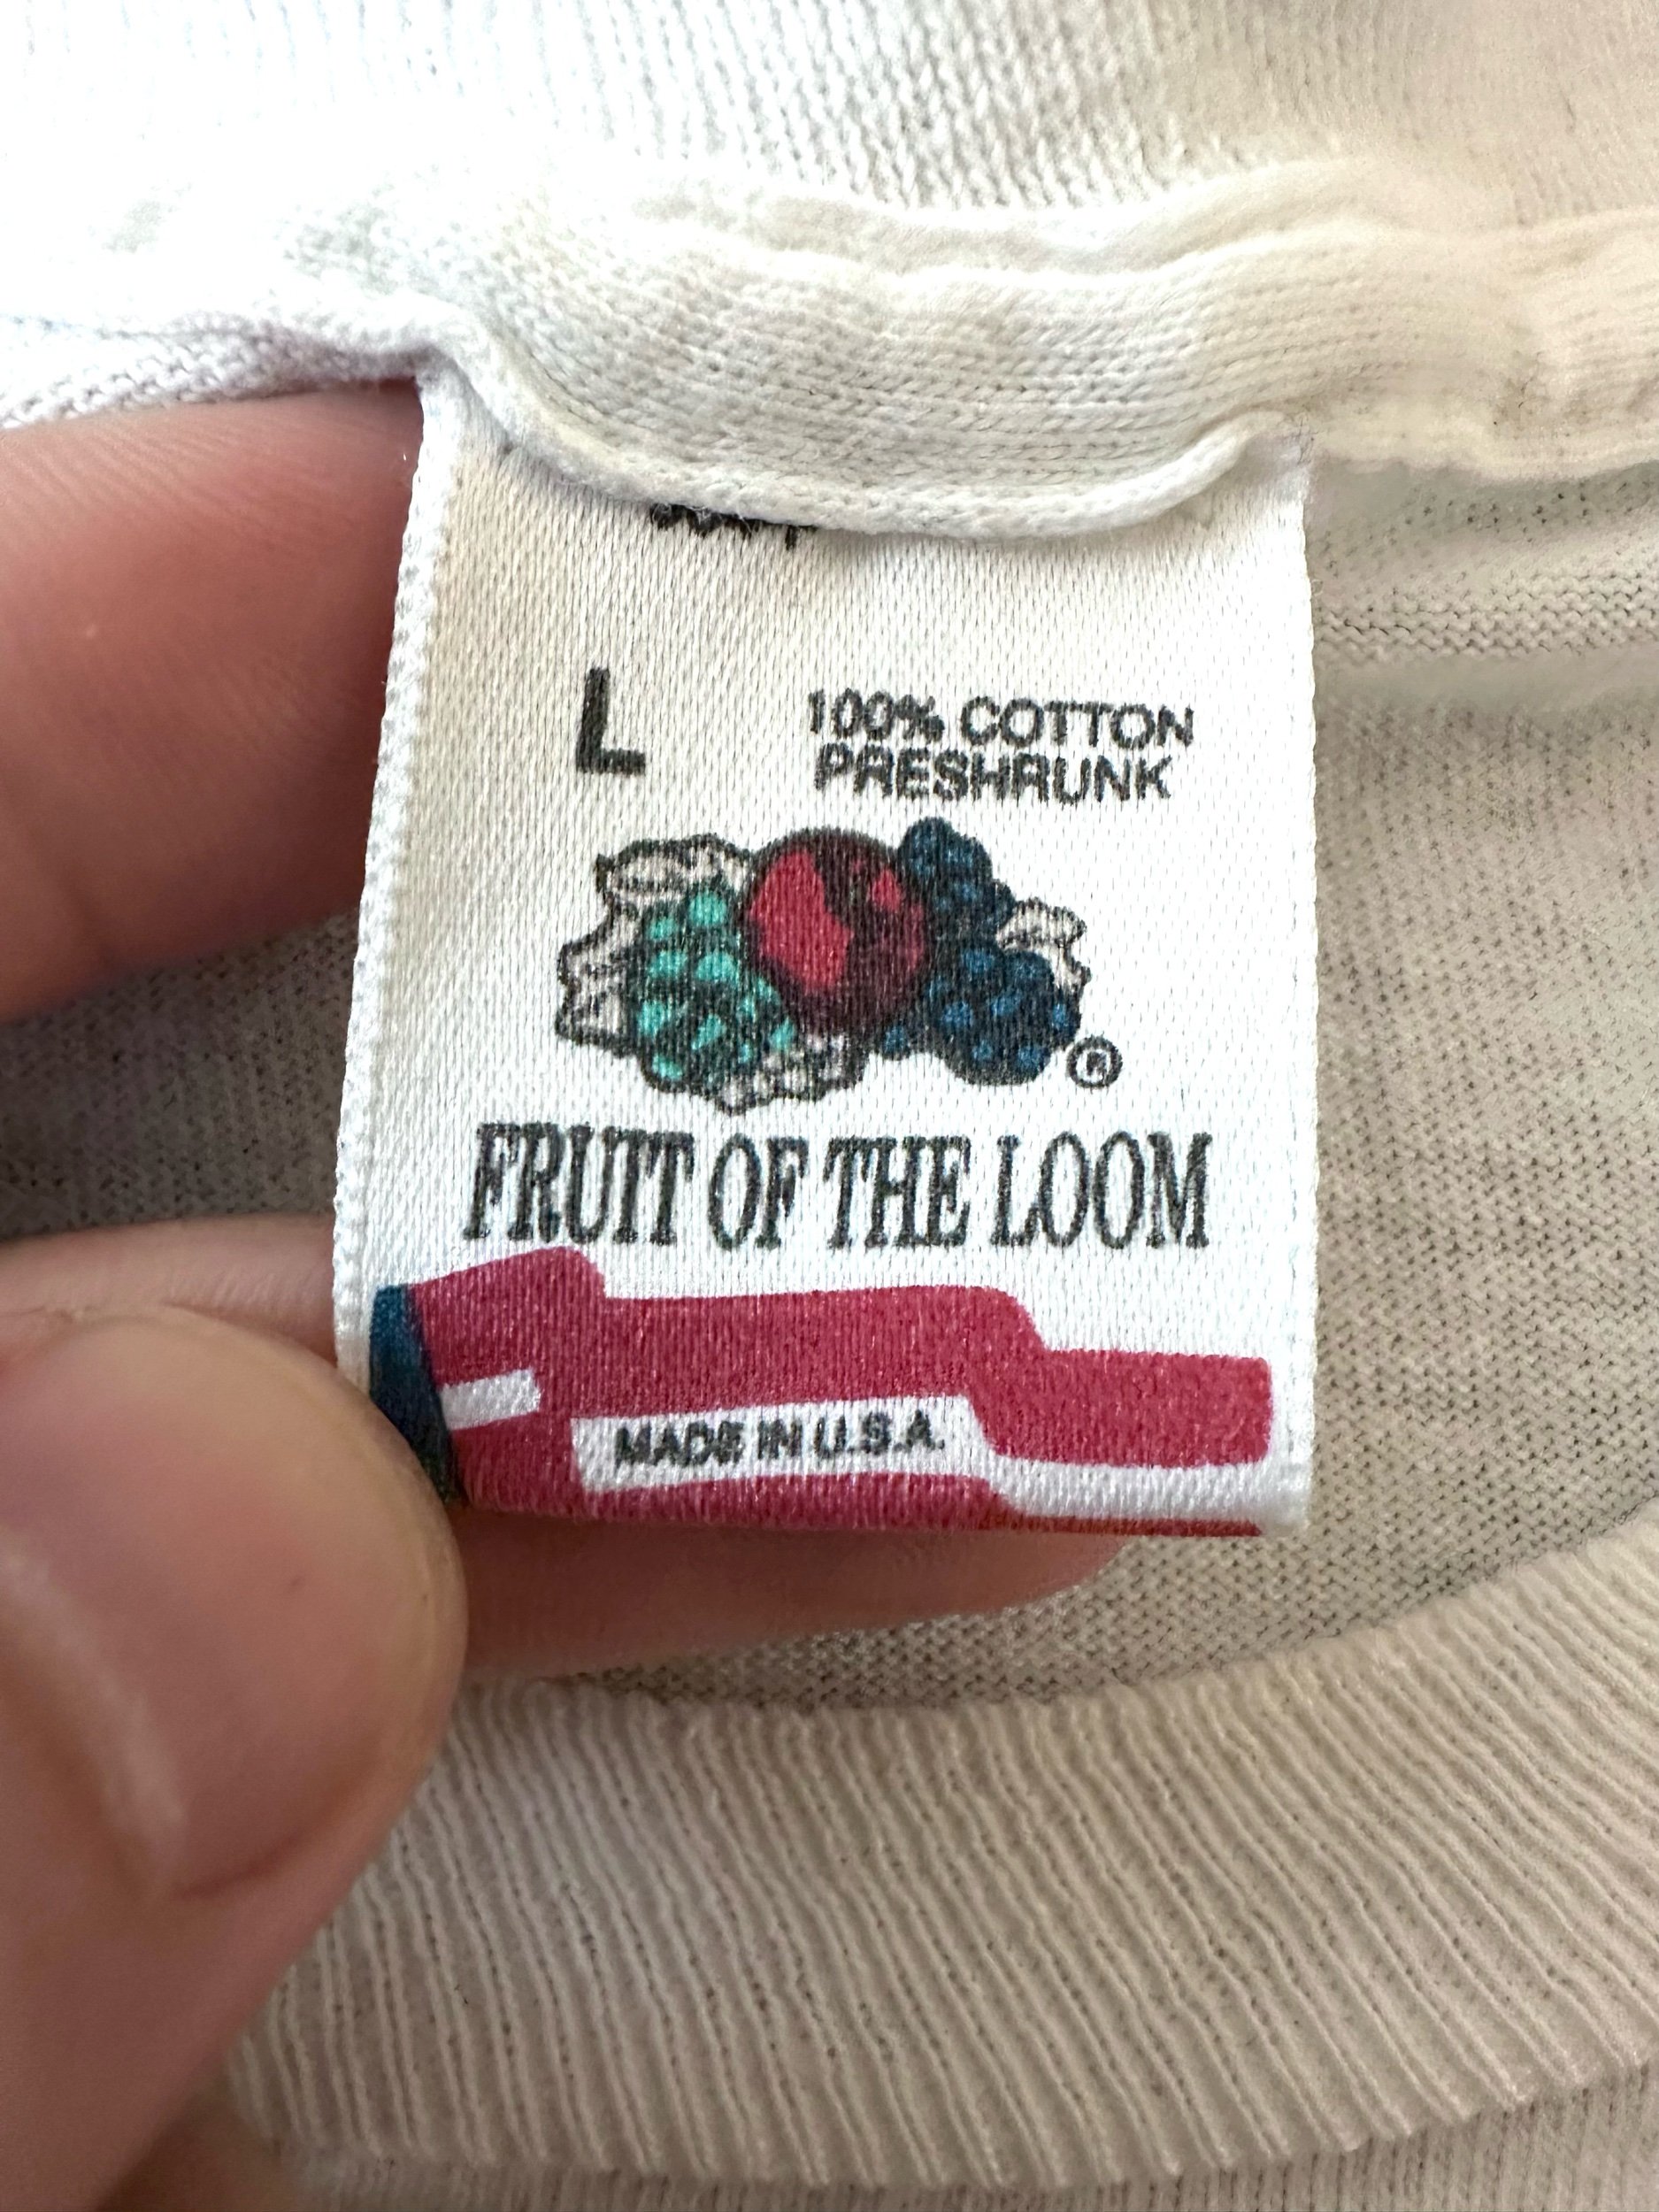 L
100% COTTON
PRESHRUNK
®
FRUIT OF THE LOOM
MADE IN U.S.A.